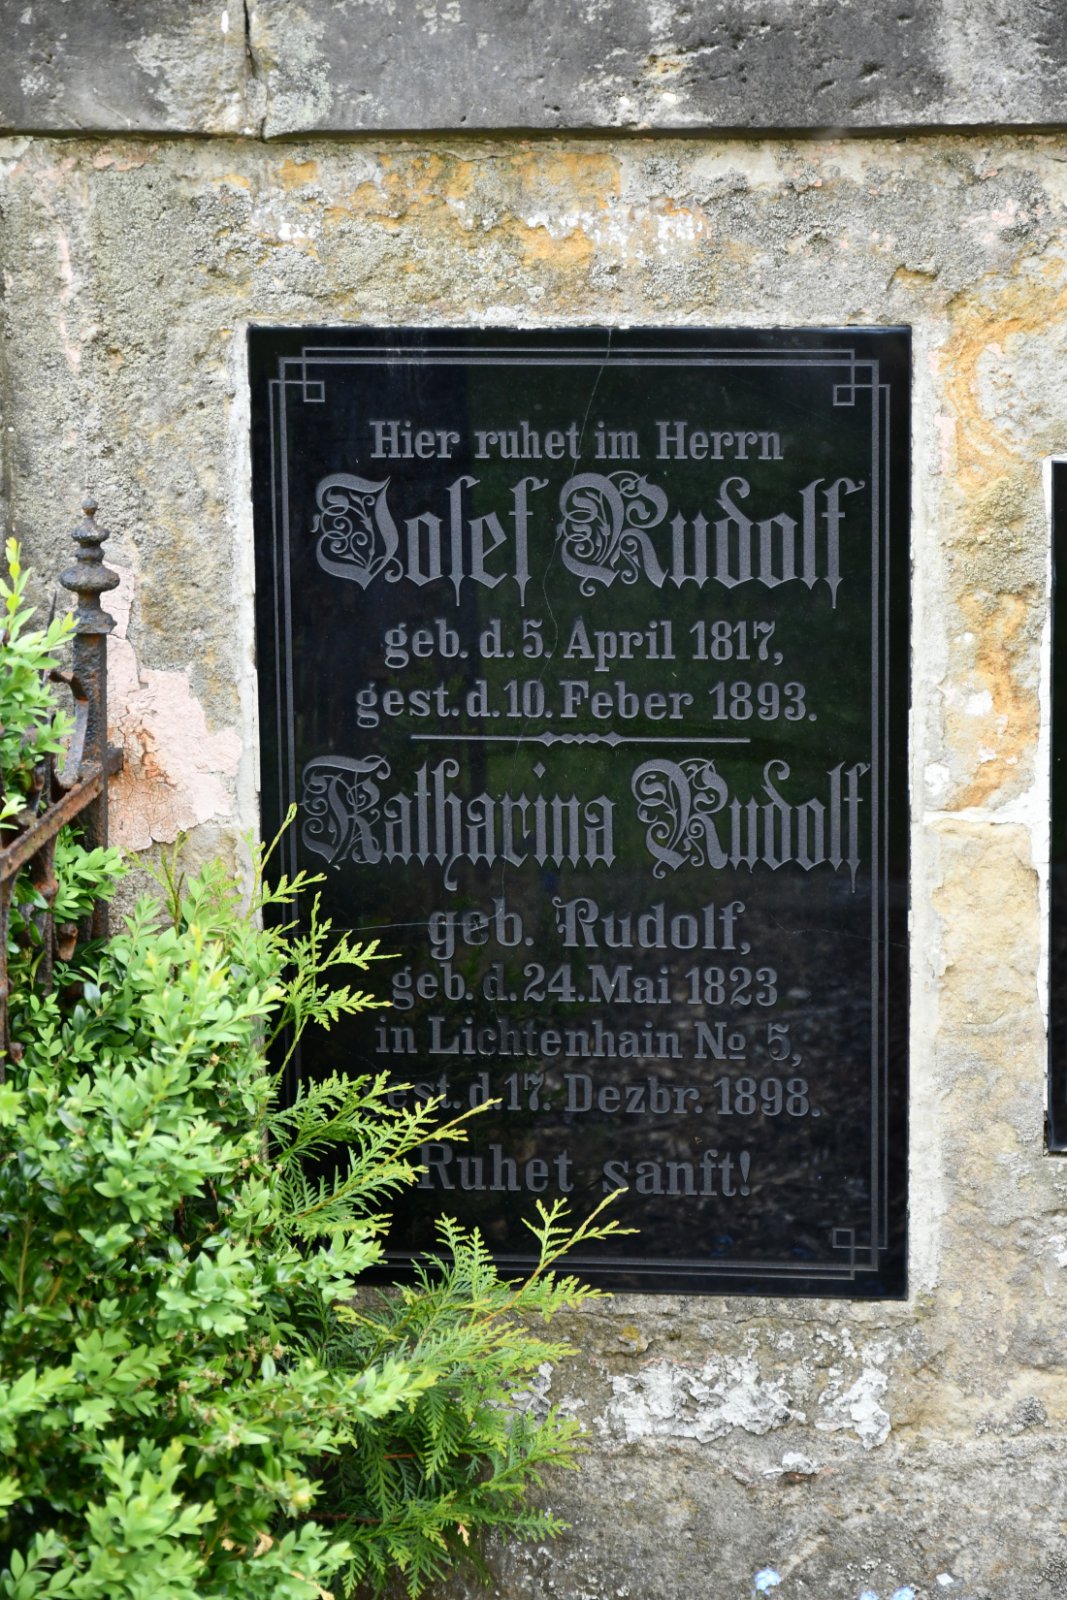 Hier ruhet im Herrn
Josef Rudolf
geb. d. 5. April 1817,
gest. d. 10. Feber 1893.
Katharina Rudolf
geb. Rudolf,
geb. d. 24. Mai 1823
in Lichtenhain No 5,
gest. d. 17. Dezbr. 1898.
Ruhet sanft!